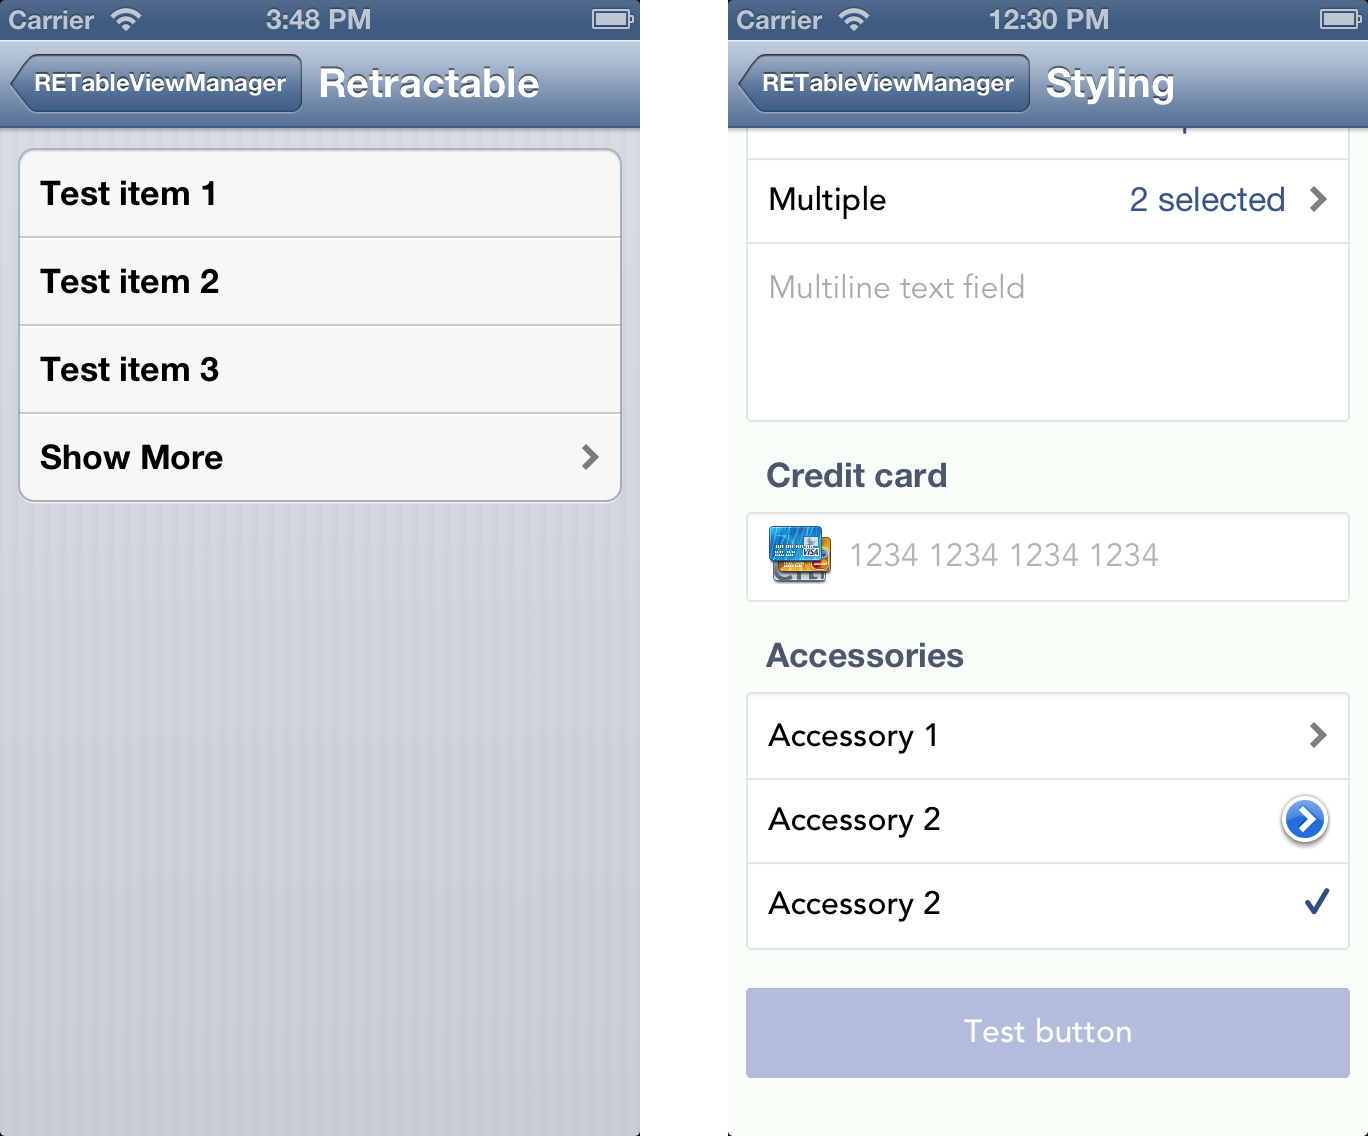 Carrier 3:48 PM
RETableViewManager Retractable
Test item 1
Test item 2
Test item 3
Show More
Carrier 12:30 PM
RETableViewManager Styling
Multiple 2 selected
Multiline text field
Credit card
VISA 1234 1234 1234 1234
Accessories
Accessory 1
Accessory 2
Accessory 2
Test button